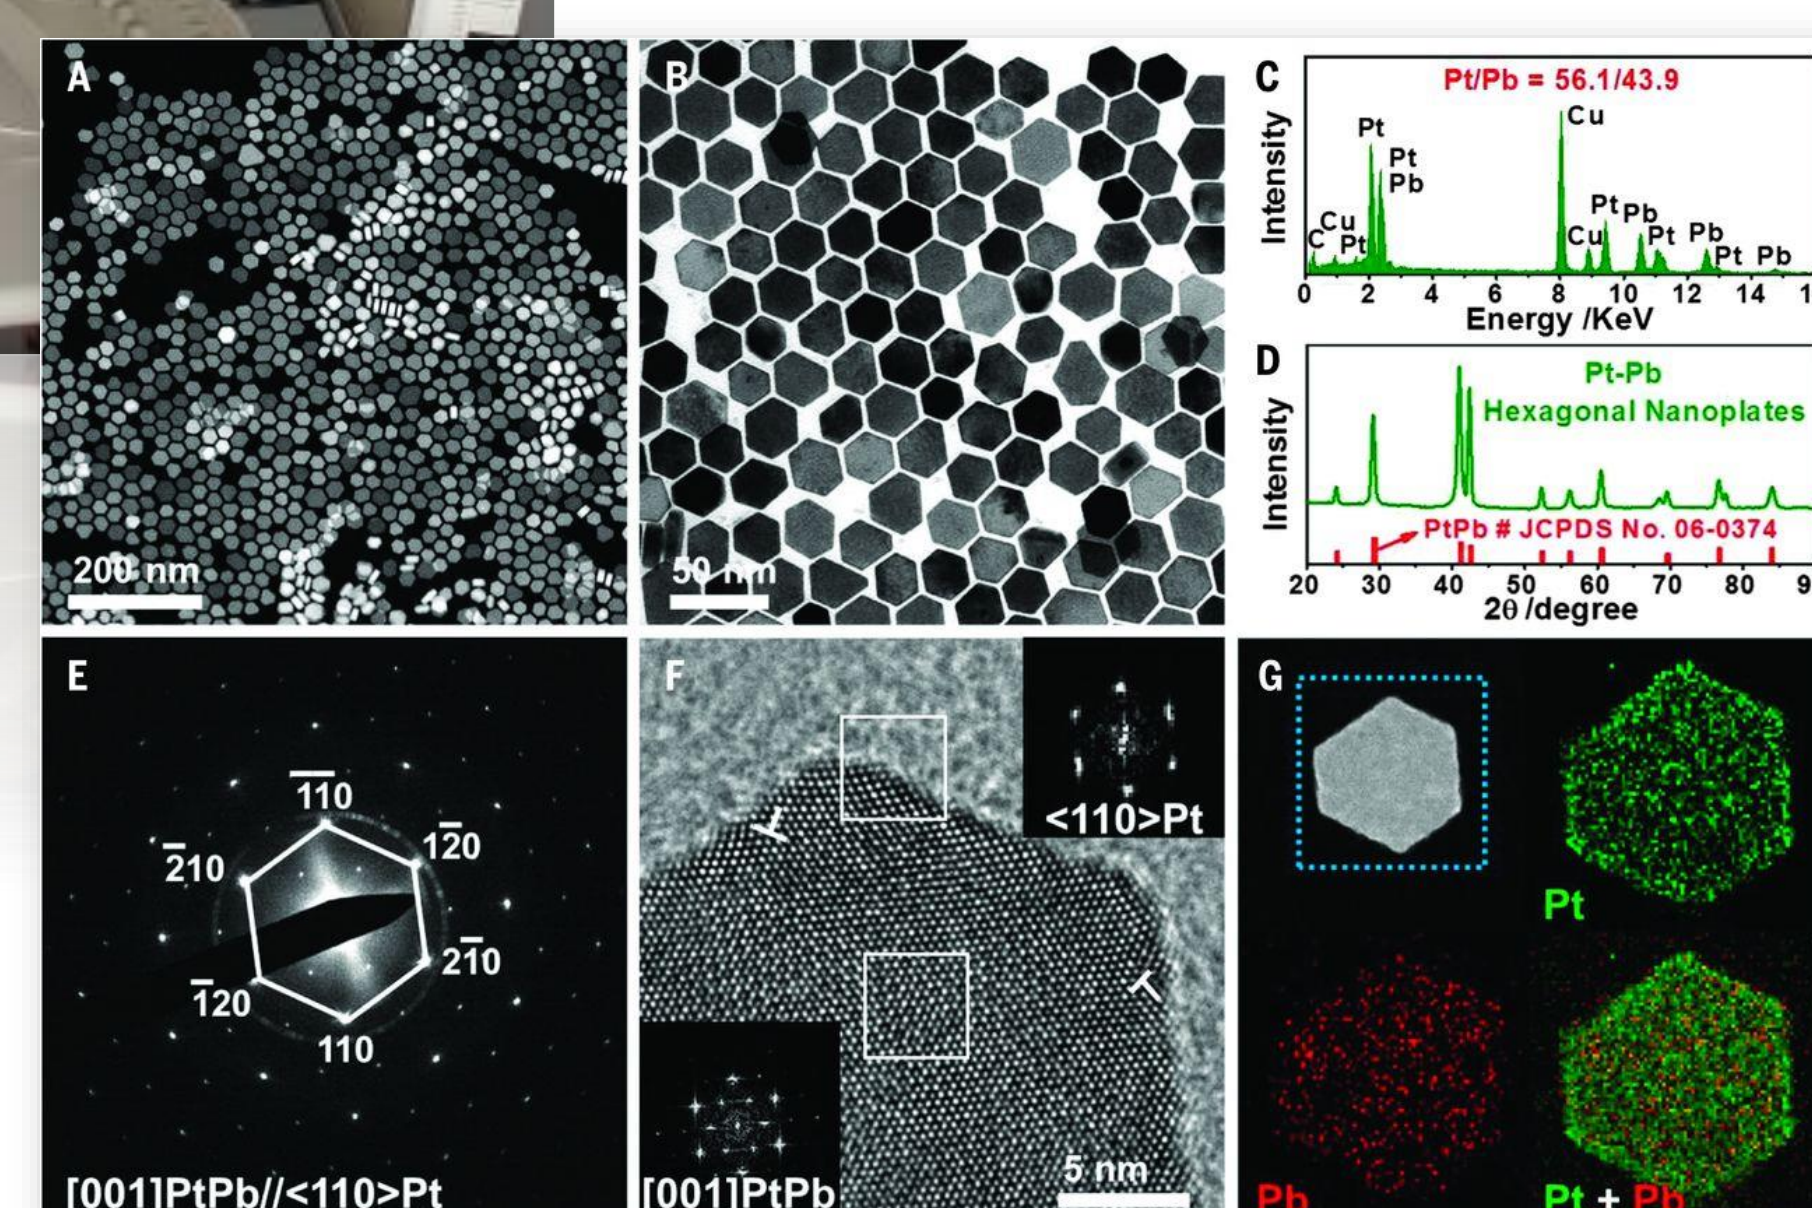 A
200 nm
B
50 nm
C
Pt/Pb = 56.1/43.9
Intensity
Pt
Pt
Pb
Cu
Cu
C
Pt
Cu
Pt
Pb
Pt
Pb
Pt
Pb
0 2 4 6 8 10 12 14 1
Energy /KeV
D
Pt-Pb
Hexagonal Nanoplates
Intensity
PtPb # JCPDS No. 06-0374
20 30 40 50 60 70 80 9
2θ /degree
E
1̅1̅0
12̅0
2̅10
21̅0
1̅20
110
[001]PtPb//<110>Pt
F
<110>Pt
5 nm
[001]PtPb
G
Pt
Pb
Pt + Pb